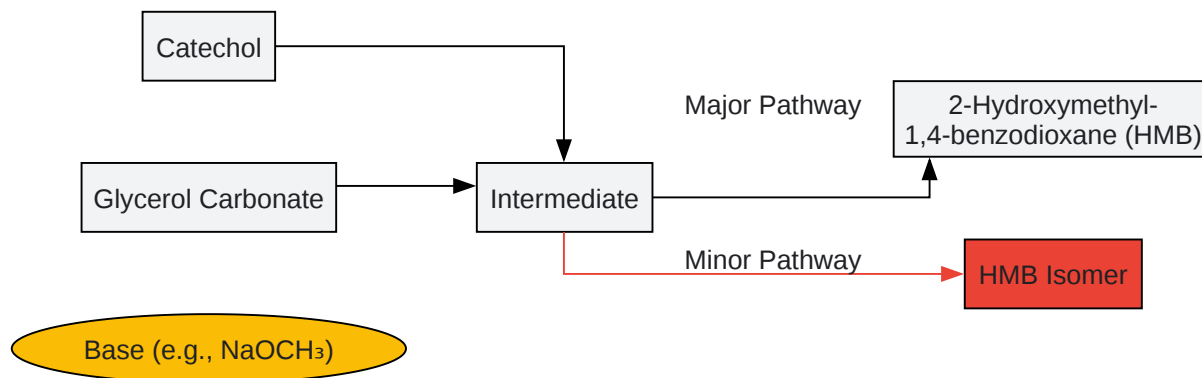 Catechol
Major Pathway
2-Hydroxymethyl-
1,4-benzodioxane (HMB)
Glycerol Carbonate
Intermediate
Minor Pathway
HMB Isomer
Base (e.g., NaOCH₃)